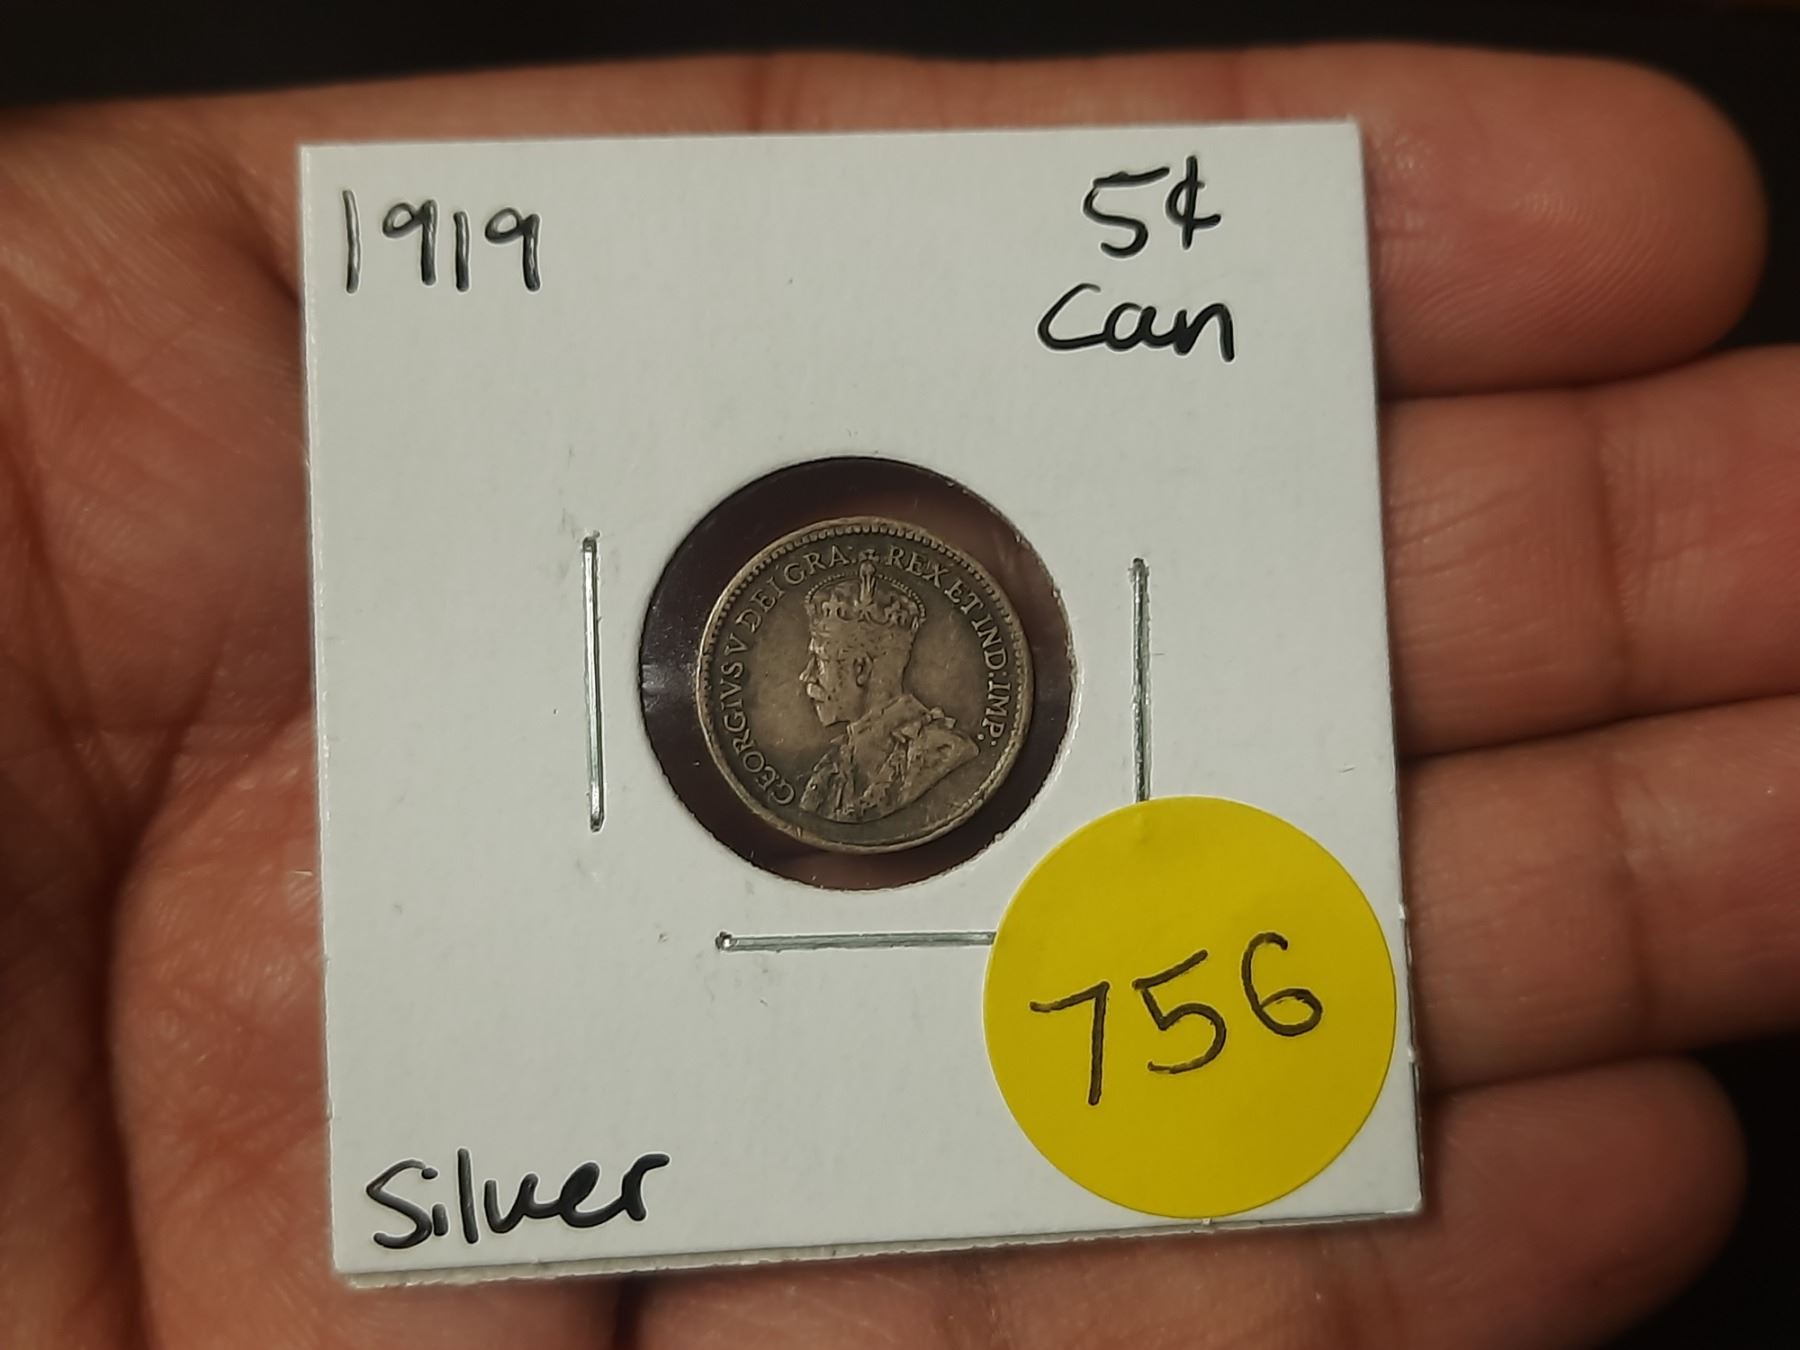 1919
5¢
Can
GEORGIVS V DEI GRA: REX ET IND: IMP:
756
Silver